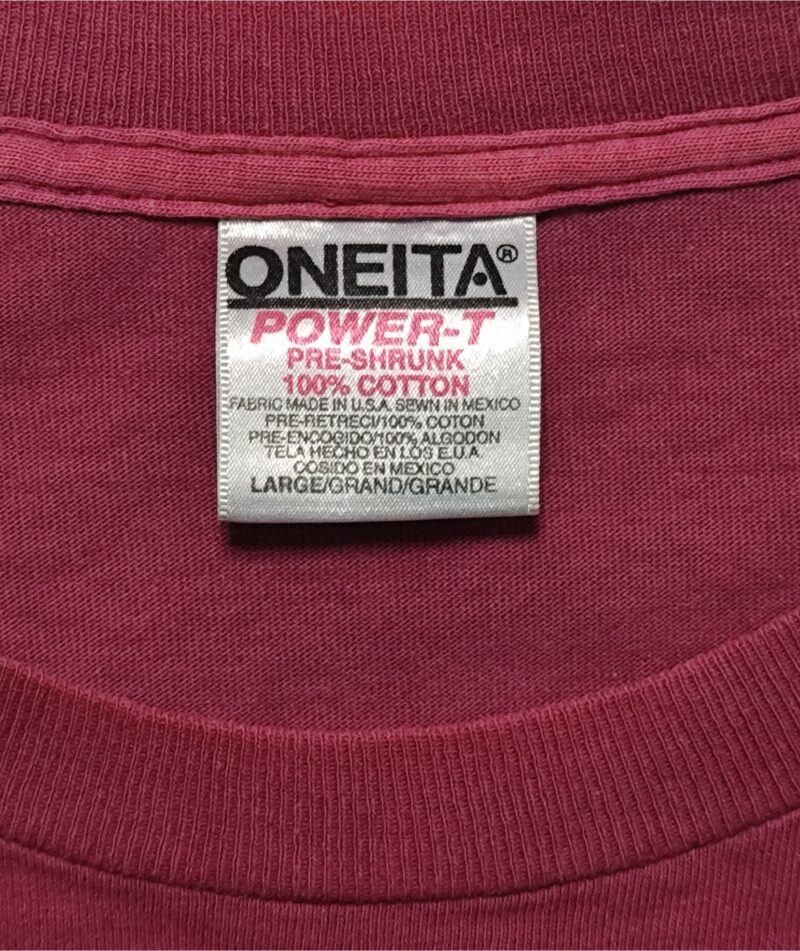 ONEITA®
POWER-T
PRE-SHRUNK
100% COTTON
FABRIC MADE IN U.S.A. SEWN IN MEXICO
PRE-RETRECI/100% COTON
PRE-ENCOGIDO/100% ALGODON
TELA HECHO EN LOS E.U.A.
COSIDO EN MEXICO
LARGE/GRAND/GRANDE